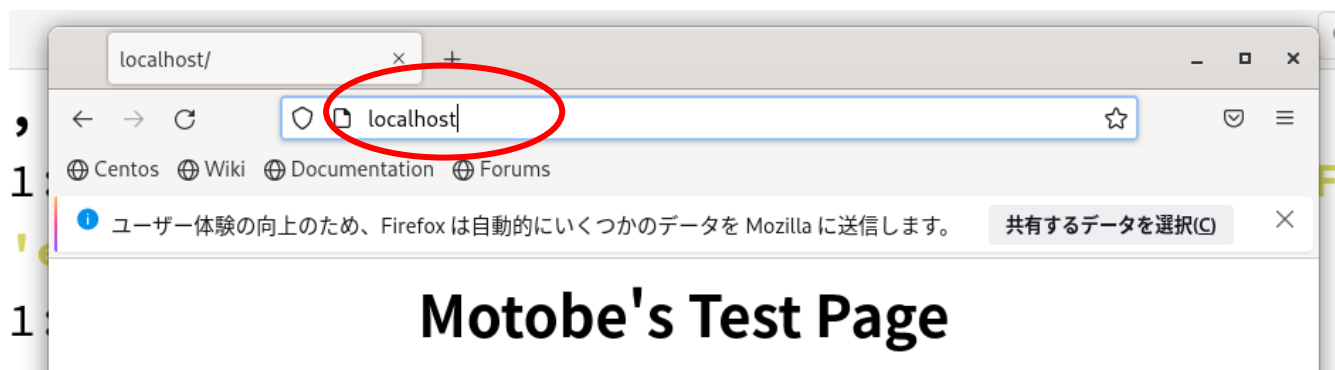 localhost/
localhost
Centos Wiki Documentation Forums
ユーザー体験の向上のため、Firefox は自動的にいくつかのデータを Mozilla に送信します。 共有するデータを選択(C)
Motobe's Test Page
,
1:
'e
1:
F